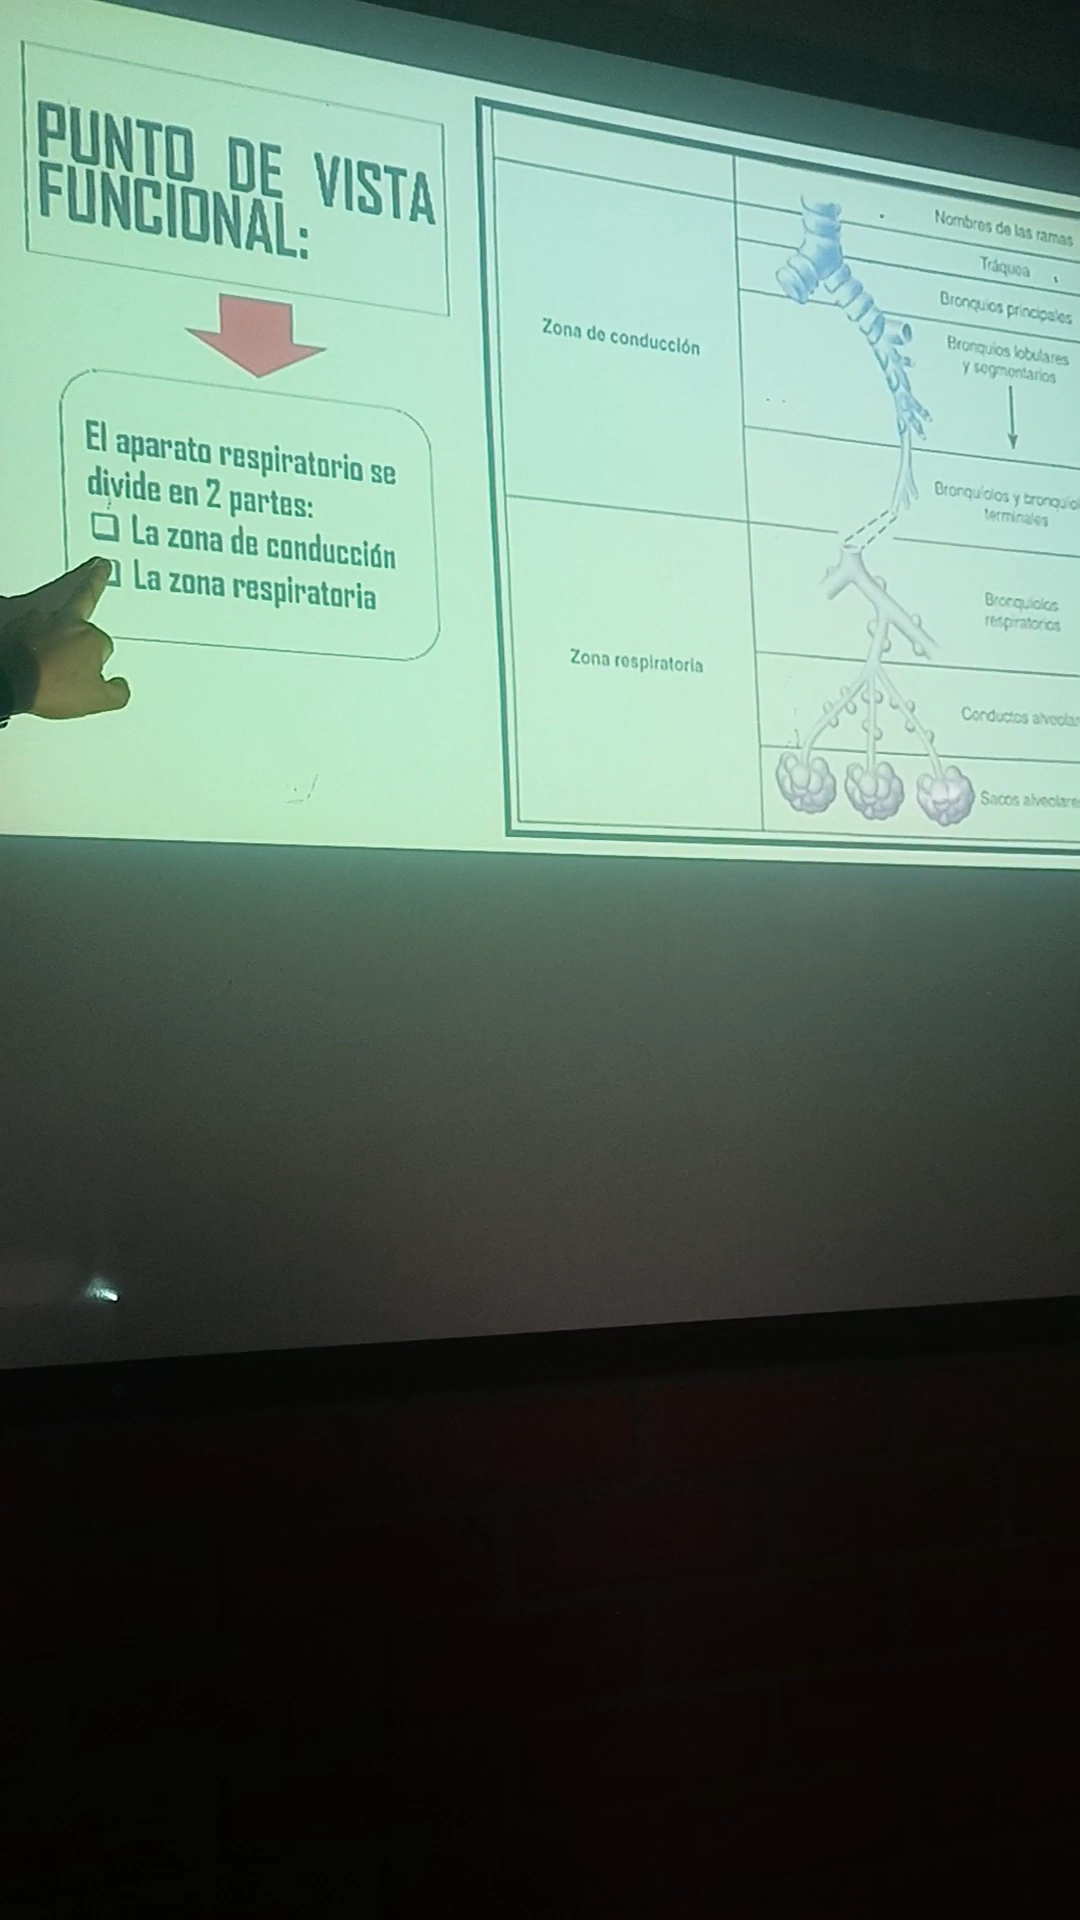 PUNTO DE VISTA
FUNCIONAL:
El aparato respiratorio se
divide en 2 partes:
La zona de conducción
La zona respiratoria
Nombres de las ramas
Zona de conducción
Tráquea
Bronquios principales
Bronquios lobulares
y segmentarios
Bronquiolos y
terminales
Zona respiratoria
Bronquiolos
respiratorios
Conductos
Sacos